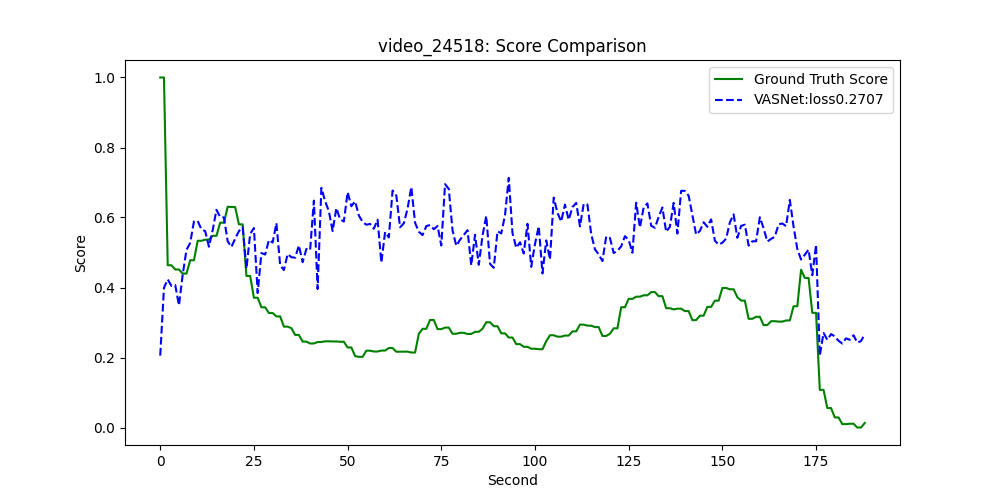 video_24518: Score Comparison
Ground Truth Score
VASNet:loss0.2707
Score
1.0
0.8
0.6
0.4
0.2
0.0
0 25 50 75 100 125 150 175
Second